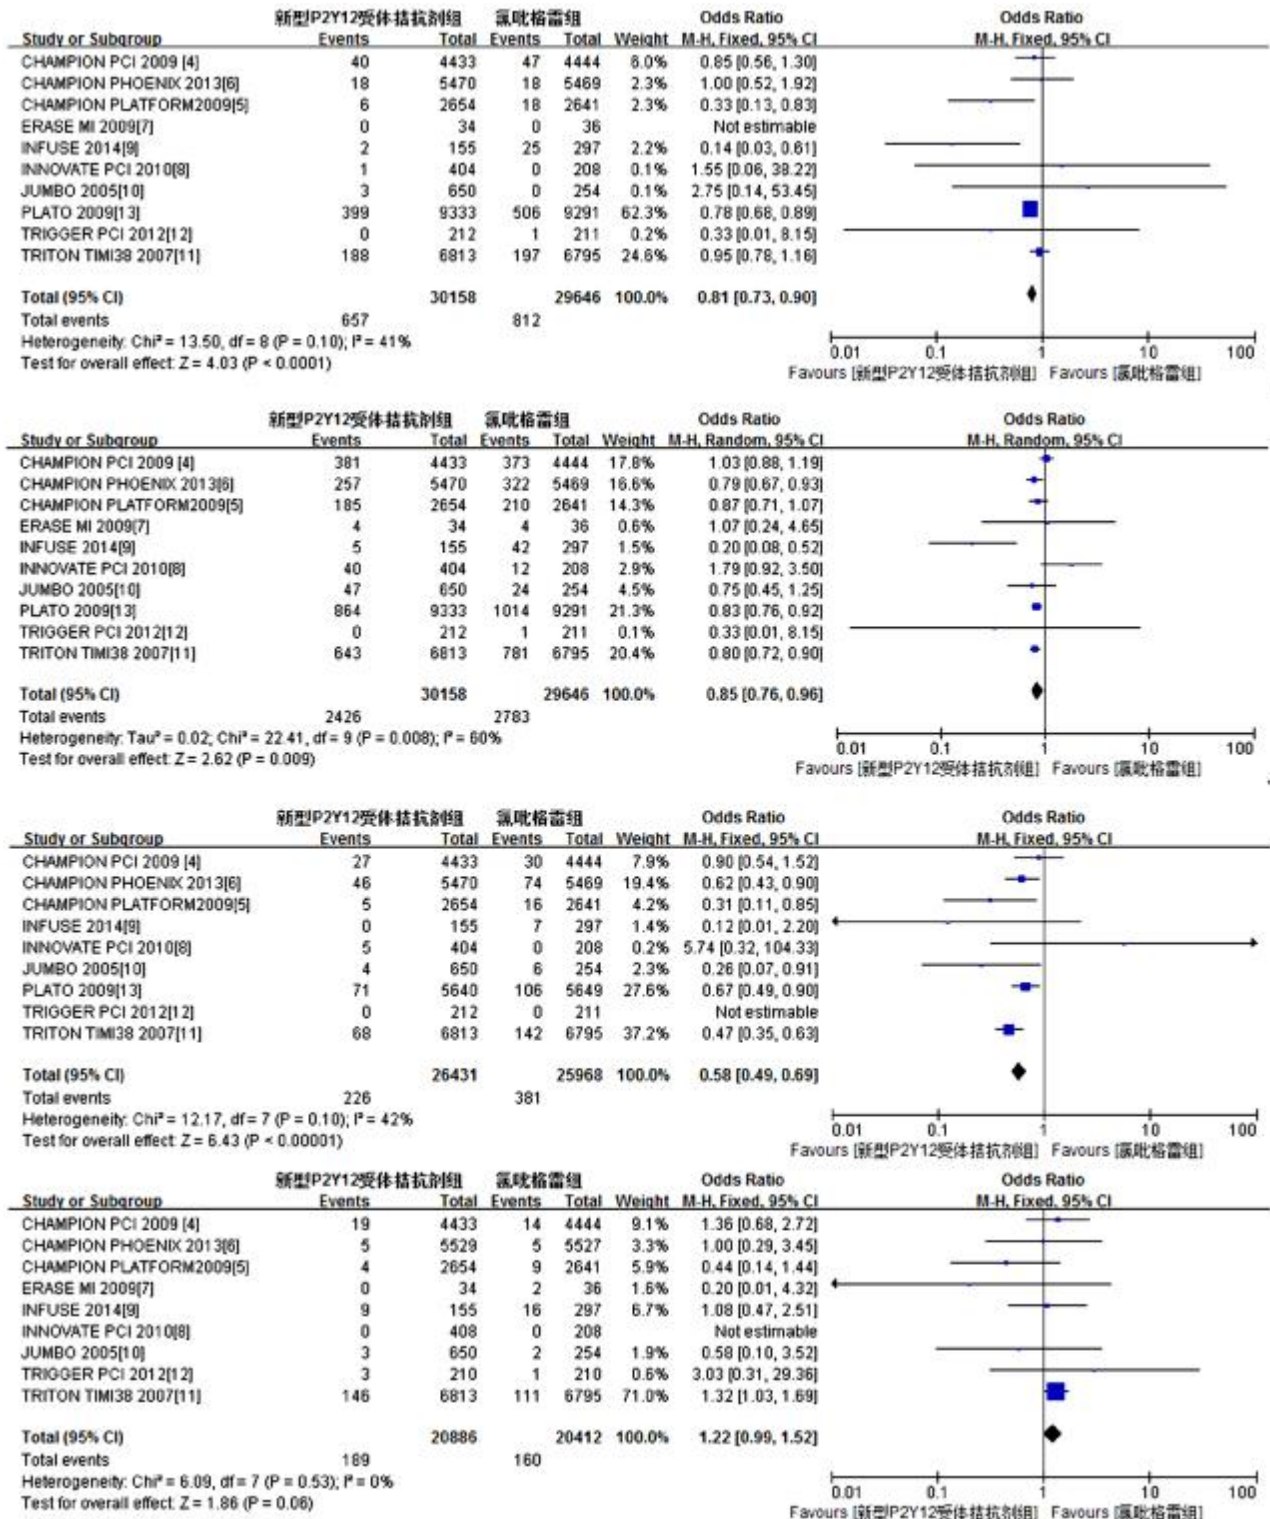 新型P2Y12受体拮抗剂组 氯吡格雷组 Odds Ratio Odds Ratio
Study or Subgroup Events Total Events Total Weight M-H, Fixed, 95% CI M-H, Fixed, 95% CI
CHAMPION PCI 2009 [4] 40 4433 47 4444 8.0% 0.85 [0.56, 1.30]
CHAMPION PHOENIX 2013[6] 18 5470 18 5469 2.3% 1.00 [0.52, 1.92]
CHAMPION PLATFORM2009[5] 6 2654 18 2641 2.3% 0.33 [0.13, 0.83]
ERASE MI 2009[7] 0 34 0 36 Not estimable
INFUSE 2014[9] 2 155 25 297 2.2% 0.14 [0.03, 0.61]
INNOVATE PCI 2010[8] 1 404 0 208 0.1% 1.55 [0.06, 38.22]
JUMBO 2005[10] 3 650 0 254 0.1% 2.75 [0.14, 53.45]
PLATO 2009[13] 399 9333 506 9291 62.3% 0.78 [0.68, 0.89]
TRIGGER PCI 2012[12] 0 212 1 211 0.2% 0.33 [0.01, 8.15]
TRITON TIMI38 2007[11] 188 6813 197 6795 24.6% 0.95 [0.78, 1.16]
Total (95% CI) 30158 29646 100.0% 0.81 [0.73, 0.90]
Total events 657 812
Heterogeneity: Chi² = 13.50, df = 8 (P = 0.10); I² = 41%
Test for overall effect: Z = 4.03 (P < 0.0001)
0.01 0.1 1 10 100
Favours [新型P2Y12受体拮抗剂组] Favours [氯吡格雷组]
新型P2Y12受体拮抗剂组 氯吡格雷组 Odds Ratio Odds Ratio
Study or Subgroup Events Total Events Total Weight M-H, Random, 95% CI M-H, Random, 95% CI
CHAMPION PCI 2009 [4] 381 4433 373 4444 17.8% 1.03 [0.88, 1.19]
CHAMPION PHOENIX 2013[6] 257 5470 322 5469 16.6% 0.79 [0.67, 0.93]
CHAMPION PLATFORM2009[5] 185 2654 210 2641 14.3% 0.87 [0.71, 1.07]
ERASE MI 2009[7] 4 34 4 36 0.6% 1.07 [0.24, 4.65]
INFUSE 2014[9] 5 155 42 297 1.5% 0.20 [0.08, 0.52]
INNOVATE PCI 2010[8] 40 404 12 208 2.9% 1.79 [0.92, 3.50]
JUMBO 2005[10] 47 650 24 254 4.5% 0.75 [0.45, 1.25]
PLATO 2009[13] 864 9333 1014 9291 21.3% 0.83 [0.76, 0.92]
TRIGGER PCI 2012[12] 0 212 1 211 0.1% 0.33 [0.01, 8.15]
TRITON TIMI38 2007[11] 643 6813 781 6795 20.4% 0.80 [0.72, 0.90]
Total (95% CI) 30158 29646 100.0% 0.85 [0.76, 0.96]
Total events 2426 2783
Heterogeneity: Tau² = 0.02; Chi² = 22.41, df = 9 (P = 0.008); I² = 60%
Test for overall effect: Z = 2.62 (P = 0.009)
0.01 0.1 1 10 100
Favours [新型P2Y12受体拮抗剂组] Favours [氯吡格雷组]
新型P2Y12受体拮抗剂组 氯吡格雷组 Odds Ratio Odds Ratio
Study or Subgroup Events Total Events Total Weight M-H, Fixed, 95% CI M-H, Fixed, 95% CI
CHAMPION PCI 2009 [4] 27 4433 30 4444 7.9% 0.90 [0.54, 1.52]
CHAMPION PHOENIX 2013[6] 46 5470 74 5469 19.4% 0.62 [0.43, 0.90]
CHAMPION PLATFORM2009[5] 5 2654 16 2641 4.2% 0.31 [0.11, 0.85]
INFUSE 2014[9] 0 155 7 297 1.4% 0.12 [0.01, 2.20]
INNOVATE PCI 2010[8] 5 404 0 208 0.2% 5.74 [0.32, 104.33]
JUMBO 2005[10] 4 650 6 254 2.3% 0.26 [0.07, 0.91]
PLATO 2009[13] 71 5640 106 5649 27.6% 0.67 [0.49, 0.90]
TRIGGER PCI 2012[12] 0 212 0 211 Not estimable
TRITON TIMI38 2007[11] 68 6813 142 6795 37.2% 0.47 [0.35, 0.63]
Total (95% CI) 26431 25968 100.0% 0.58 [0.49, 0.69]
Total events 226 381
Heterogeneity: Chi² = 12.17, df = 7 (P = 0.10); I² = 42%
Test for overall effect: Z = 6.43 (P < 0.00001)
0.01 0.1 1 10 100
Favours [新型P2Y12受体拮抗剂组] Favours [氯吡格雷组]
新型P2Y12受体拮抗剂组 氯吡格雷组 Odds Ratio Odds Ratio
Study or Subgroup Events Total Events Total Weight M-H, Fixed, 95% CI M-H, Fixed, 95% CI
CHAMPION PCI 2009 [4] 19 4433 14 4444 9.1% 1.36 [0.68, 2.72]
CHAMPION PHOENIX 2013[6] 5 5529 5 5527 3.3% 1.00 [0.29, 3.45]
CHAMPION PLATFORM2009[5] 4 2654 9 2641 5.9% 0.44 [0.14, 1.44]
ERASE MI 2009[7] 0 34 2 36 1.6% 0.20 [0.01, 4.32]
INFUSE 2014[9] 9 155 16 297 6.7% 1.08 [0.47, 2.51]
INNOVATE PCI 2010[8] 0 408 0 208 Not estimable
JUMBO 2005[10] 3 650 2 254 1.9% 0.58 [0.10, 3.52]
TRIGGER PCI 2012[12] 3 210 1 210 0.6% 3.03 [0.31, 29.36]
TRITON TIMI38 2007[11] 146 6813 111 6795 71.0% 1.32 [1.03, 1.69]
Total (95% CI) 20886 20412 100.0% 1.22 [0.99, 1.52]
Total events 189 160
Heterogeneity: Chi² = 6.09, df = 7 (P = 0.53); I² = 0%
Test for overall effect: Z = 1.86 (P = 0.06)
0.01 0.1 1 10 100
Favours [新型P2Y12受体拮抗剂组] Favours [氯吡格雷组]